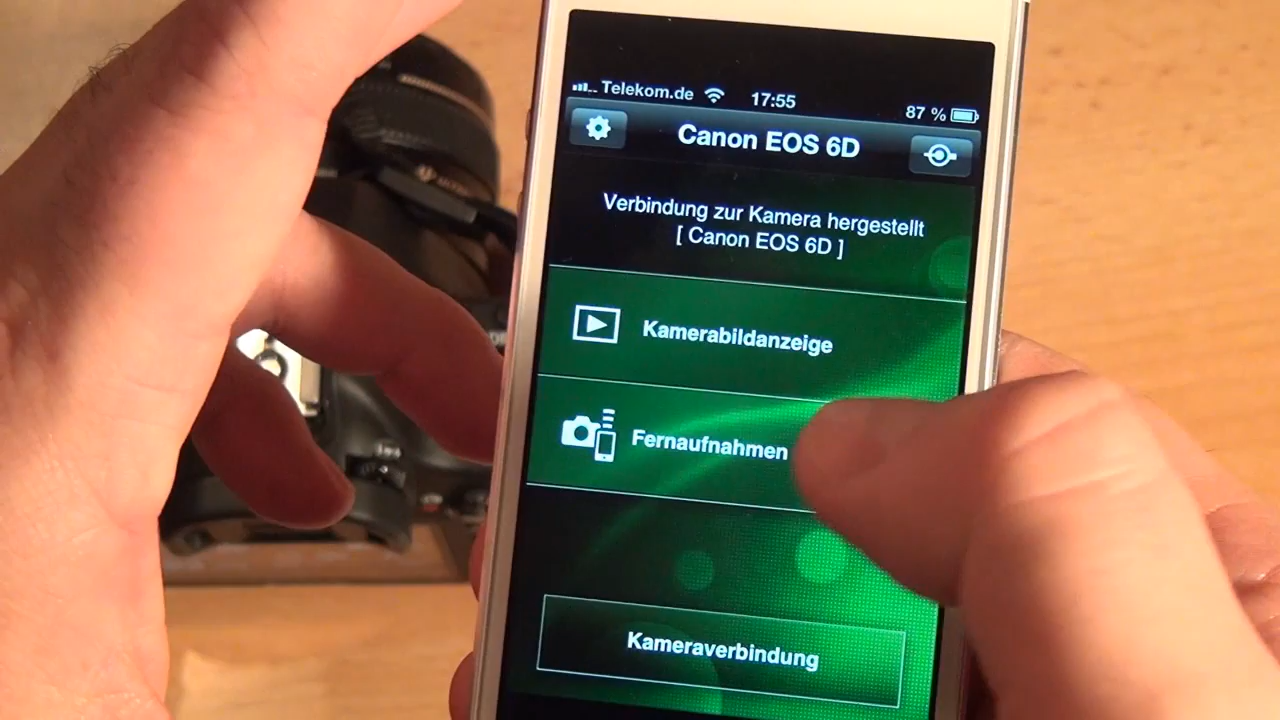 Telekom.de 17:55 87 %
Canon EOS 6D
Verbindung zur Kamera hergestellt
[ Canon EOS 6D ]
Kamerabildanzeige
Fernaufnahmen
Kameraverbindung